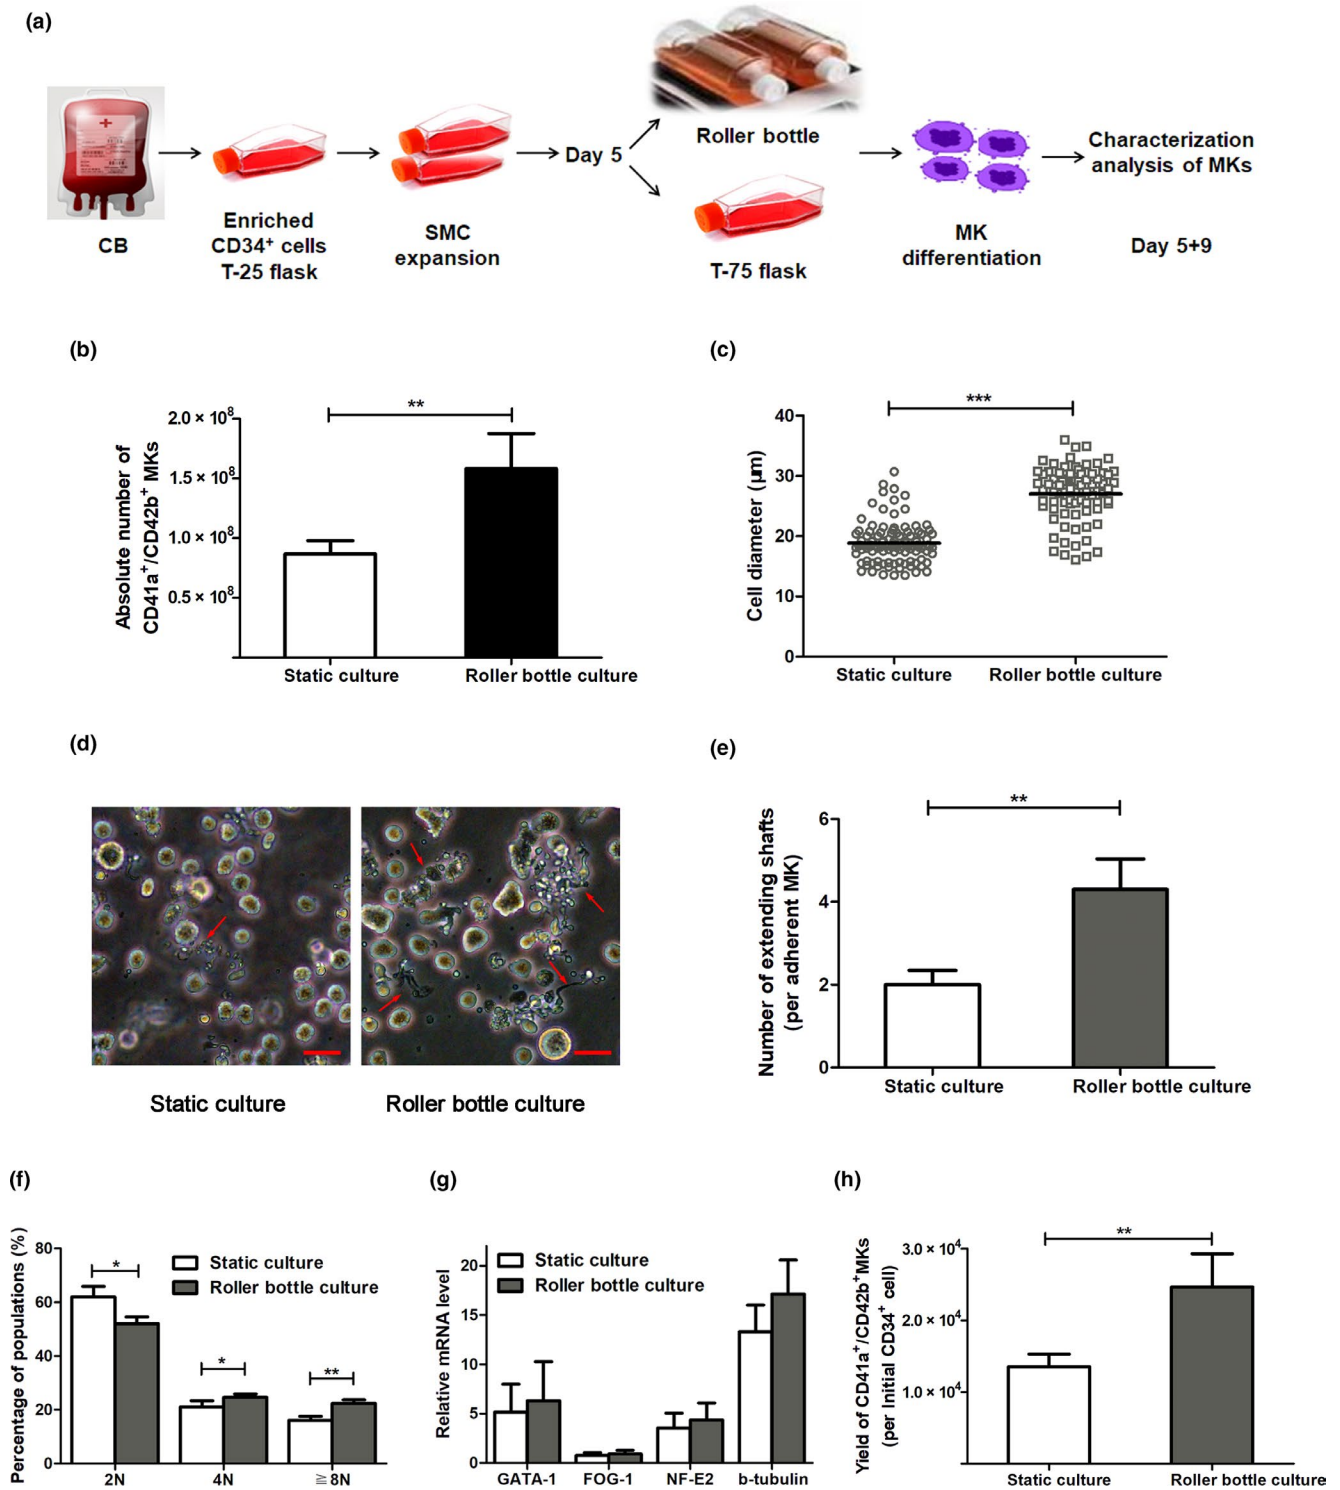 (a)
CB
Enriched
CD34⁺ cells
T-25 flask
SMC
expansion
Day 5
Roller bottle
T-75 flask
MK
differentiation
Characterization
analysis of MKs
Day 5+9
(b)
Absolute number of
CD41a⁺/CD42b⁺ MKs
2.0 × 10⁸
1.5 × 10⁸
1.0 × 10⁸
0.5 × 10⁸
**
Static culture
Roller bottle culture
(c)
Cell diameter (μm)
40
30
20
10
0
***
Static culture
Roller bottle culture
(d)
Static culture
Roller bottle culture
(e)
Number of extending shafts
(per adherent MK)
6
4
2
0
**
Static culture
Roller bottle culture
(f)
Percentage of populations (%)
80
60
40
20
0
Static culture
Roller bottle culture
*
*
**
2N
4N
≧8N
(g)
Relative mRNA level
20
15
10
5
0
Static culture
Roller bottle culture
GATA-1
FOG-1
NF-E2
b-tubulin
(h)
Yield of CD41a⁺/CD42b⁺MKs
(per Initial CD34⁺ cell)
3.0 × 10⁴
2.0 × 10⁴
1.0 × 10⁴
**
Static culture
Roller bottle culture